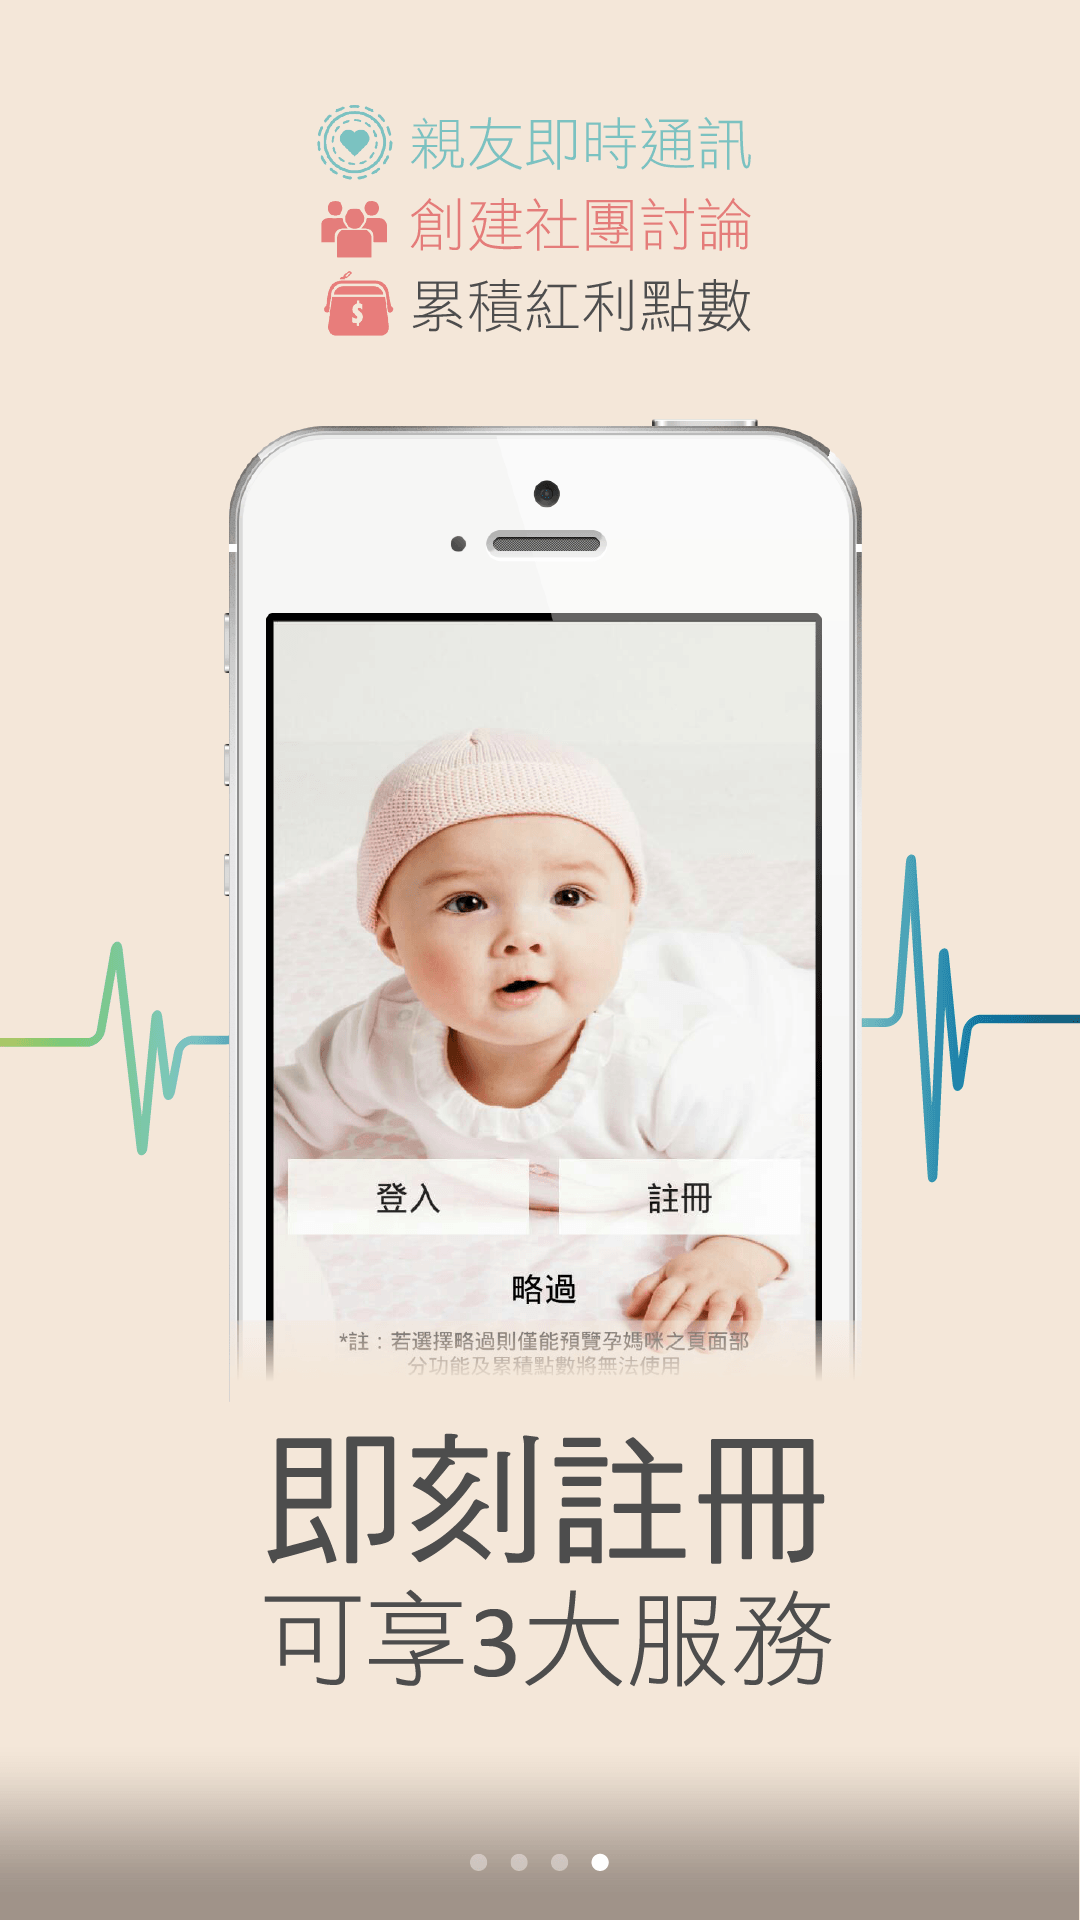 親友即時通訊
創建社團討論
累積紅利點數
$
登入
註冊
略過
*註：若選擇略過則僅能預覽孕媽咪之頁面部
分功能及累積點數將無法使用
即刻註冊
可享3大服務